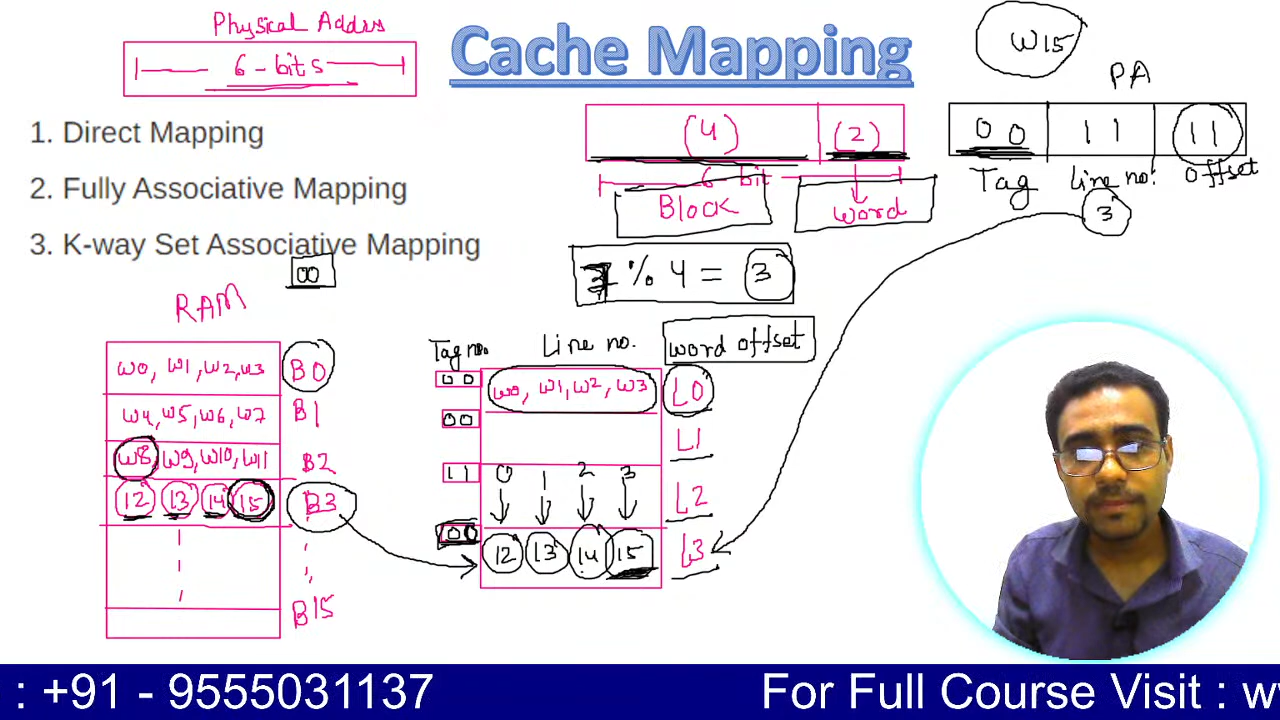 Physical Addres
6-bits
Cache Mapping
W15
PA
1. Direct Mapping
2. Fully Associative Mapping
3. K-way Set Associative Mapping
(4) (2)
6 bit
Block word
00 11 11
Tag line no. offset
3
% 4 = 3
00
RAM
w0, w1, w2, w3 B0
w4, w5, w6, w7 B1
w8, w9, w10, w11 B2
12 13 14 15 B3
B15
Tag no. Line no. word offset
00 w0, w1, w2, w3 L0
00 L1
11 0 1 2 3 L2
00 12 13 14 15 L3
: +91 - 9555031137 For Full Course Visit : w